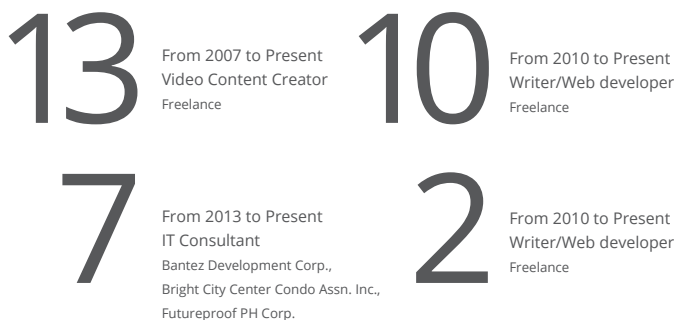 13
From 2007 to Present
Video Content Creator
Freelance
10
From 2010 to Present
Writer/Web developer
Freelance
7
From 2013 to Present
IT Consultant
Bantez Development Corp.,
Bright City Center Condo Assn. Inc.,
Futureproof PH Corp.
2
From 2010 to Present
Writer/Web developer
Freelance